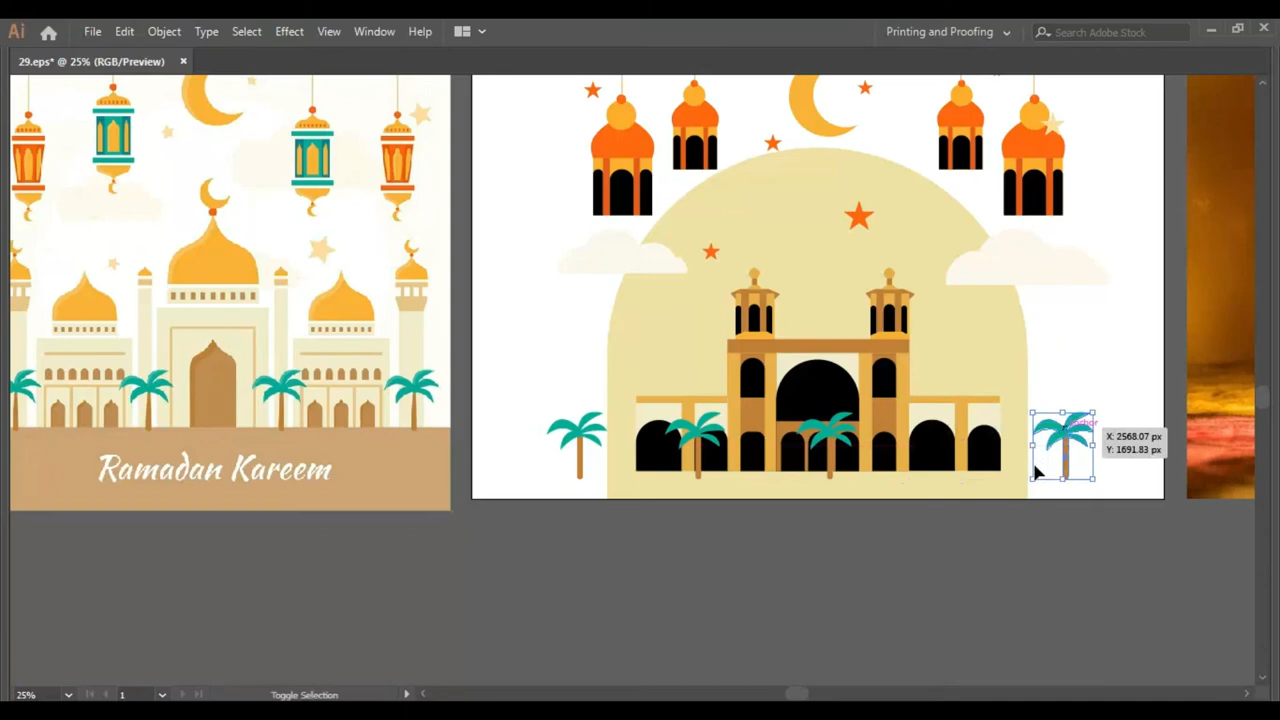 Ai File Edit Object Type Select Effect View Window Help Printing and Proofing Search Adobe Stock
29.eps* @ 25% (RGB/Preview) ×
Ramadan Kareem
X: 2568.07 px
Y: 1691.83 px
25% 1 Toggle Selection